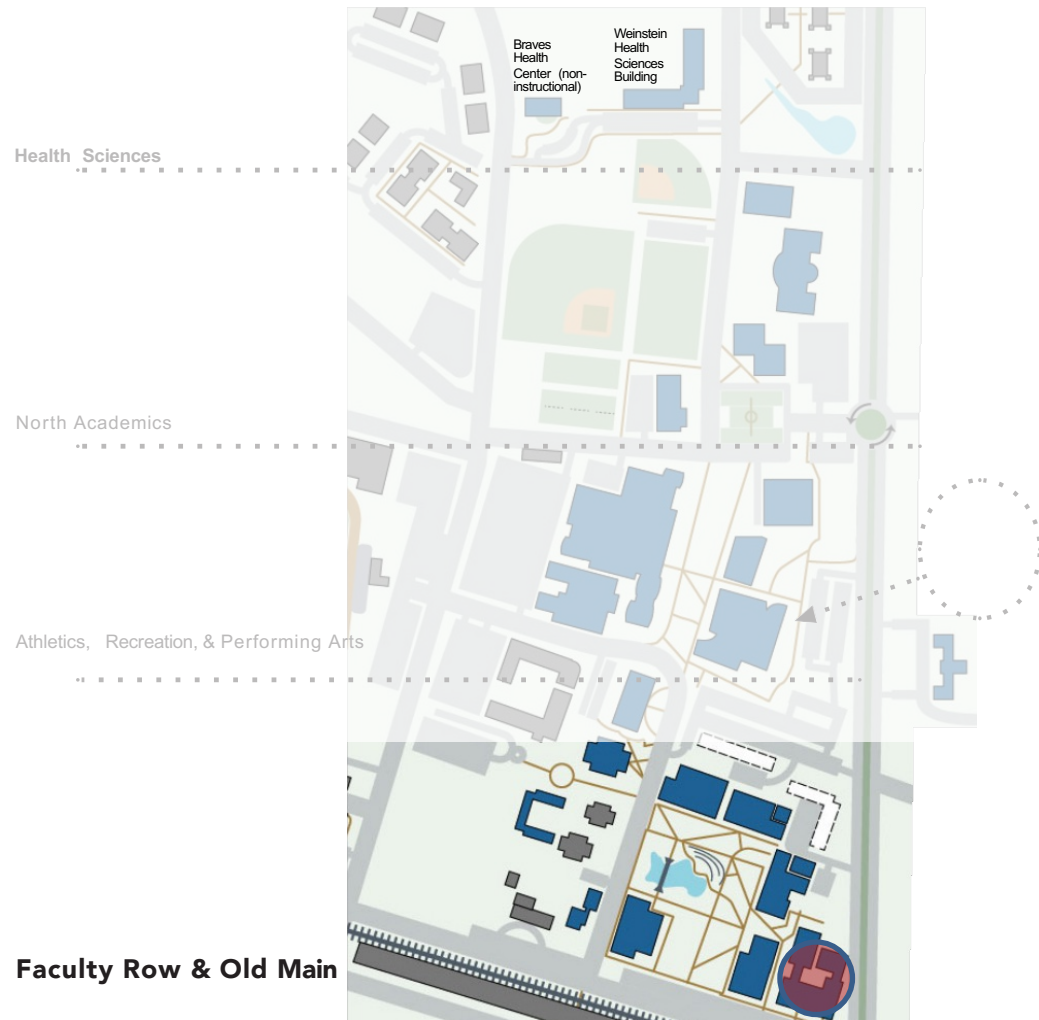 Braves
Health
Center (non-
instructional)
Weinstein
Health
Sciences
Building
Health Sciences
North Academics
Athletics, Recreation, & Performing Arts
Faculty Row & Old Main